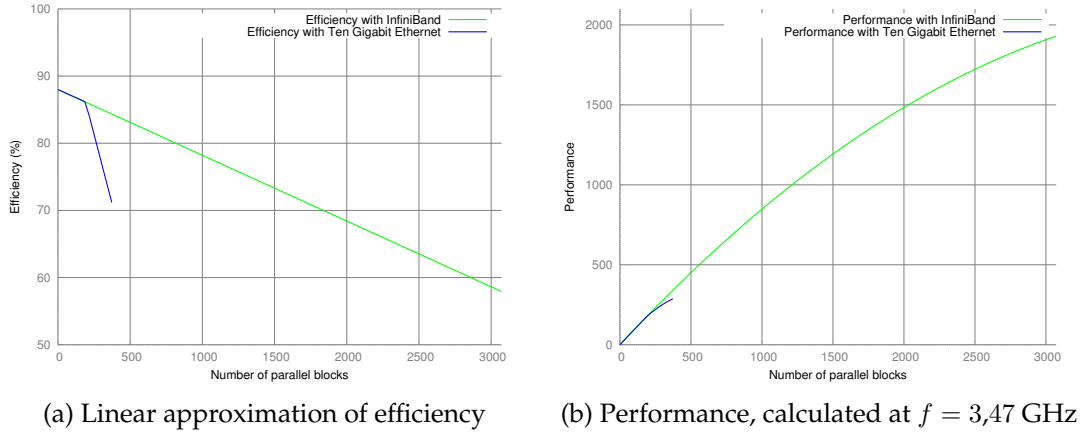 100
90
80
70
60
50
0 500 1000 1500 2000 2500 3000
Efficiency (%)
Number of parallel blocks
Efficiency with InfiniBand
Efficiency with Ten Gigabit Ethernet
(a) Linear approximation of efficiency
2000
1500
1000
500
0
0 500 1000 1500 2000 2500 3000
Performance
Number of parallel blocks
Performance with InfiniBand
Performance with Ten Gigabit Ethernet
(b) Performance, calculated at f = 3,47 GHz